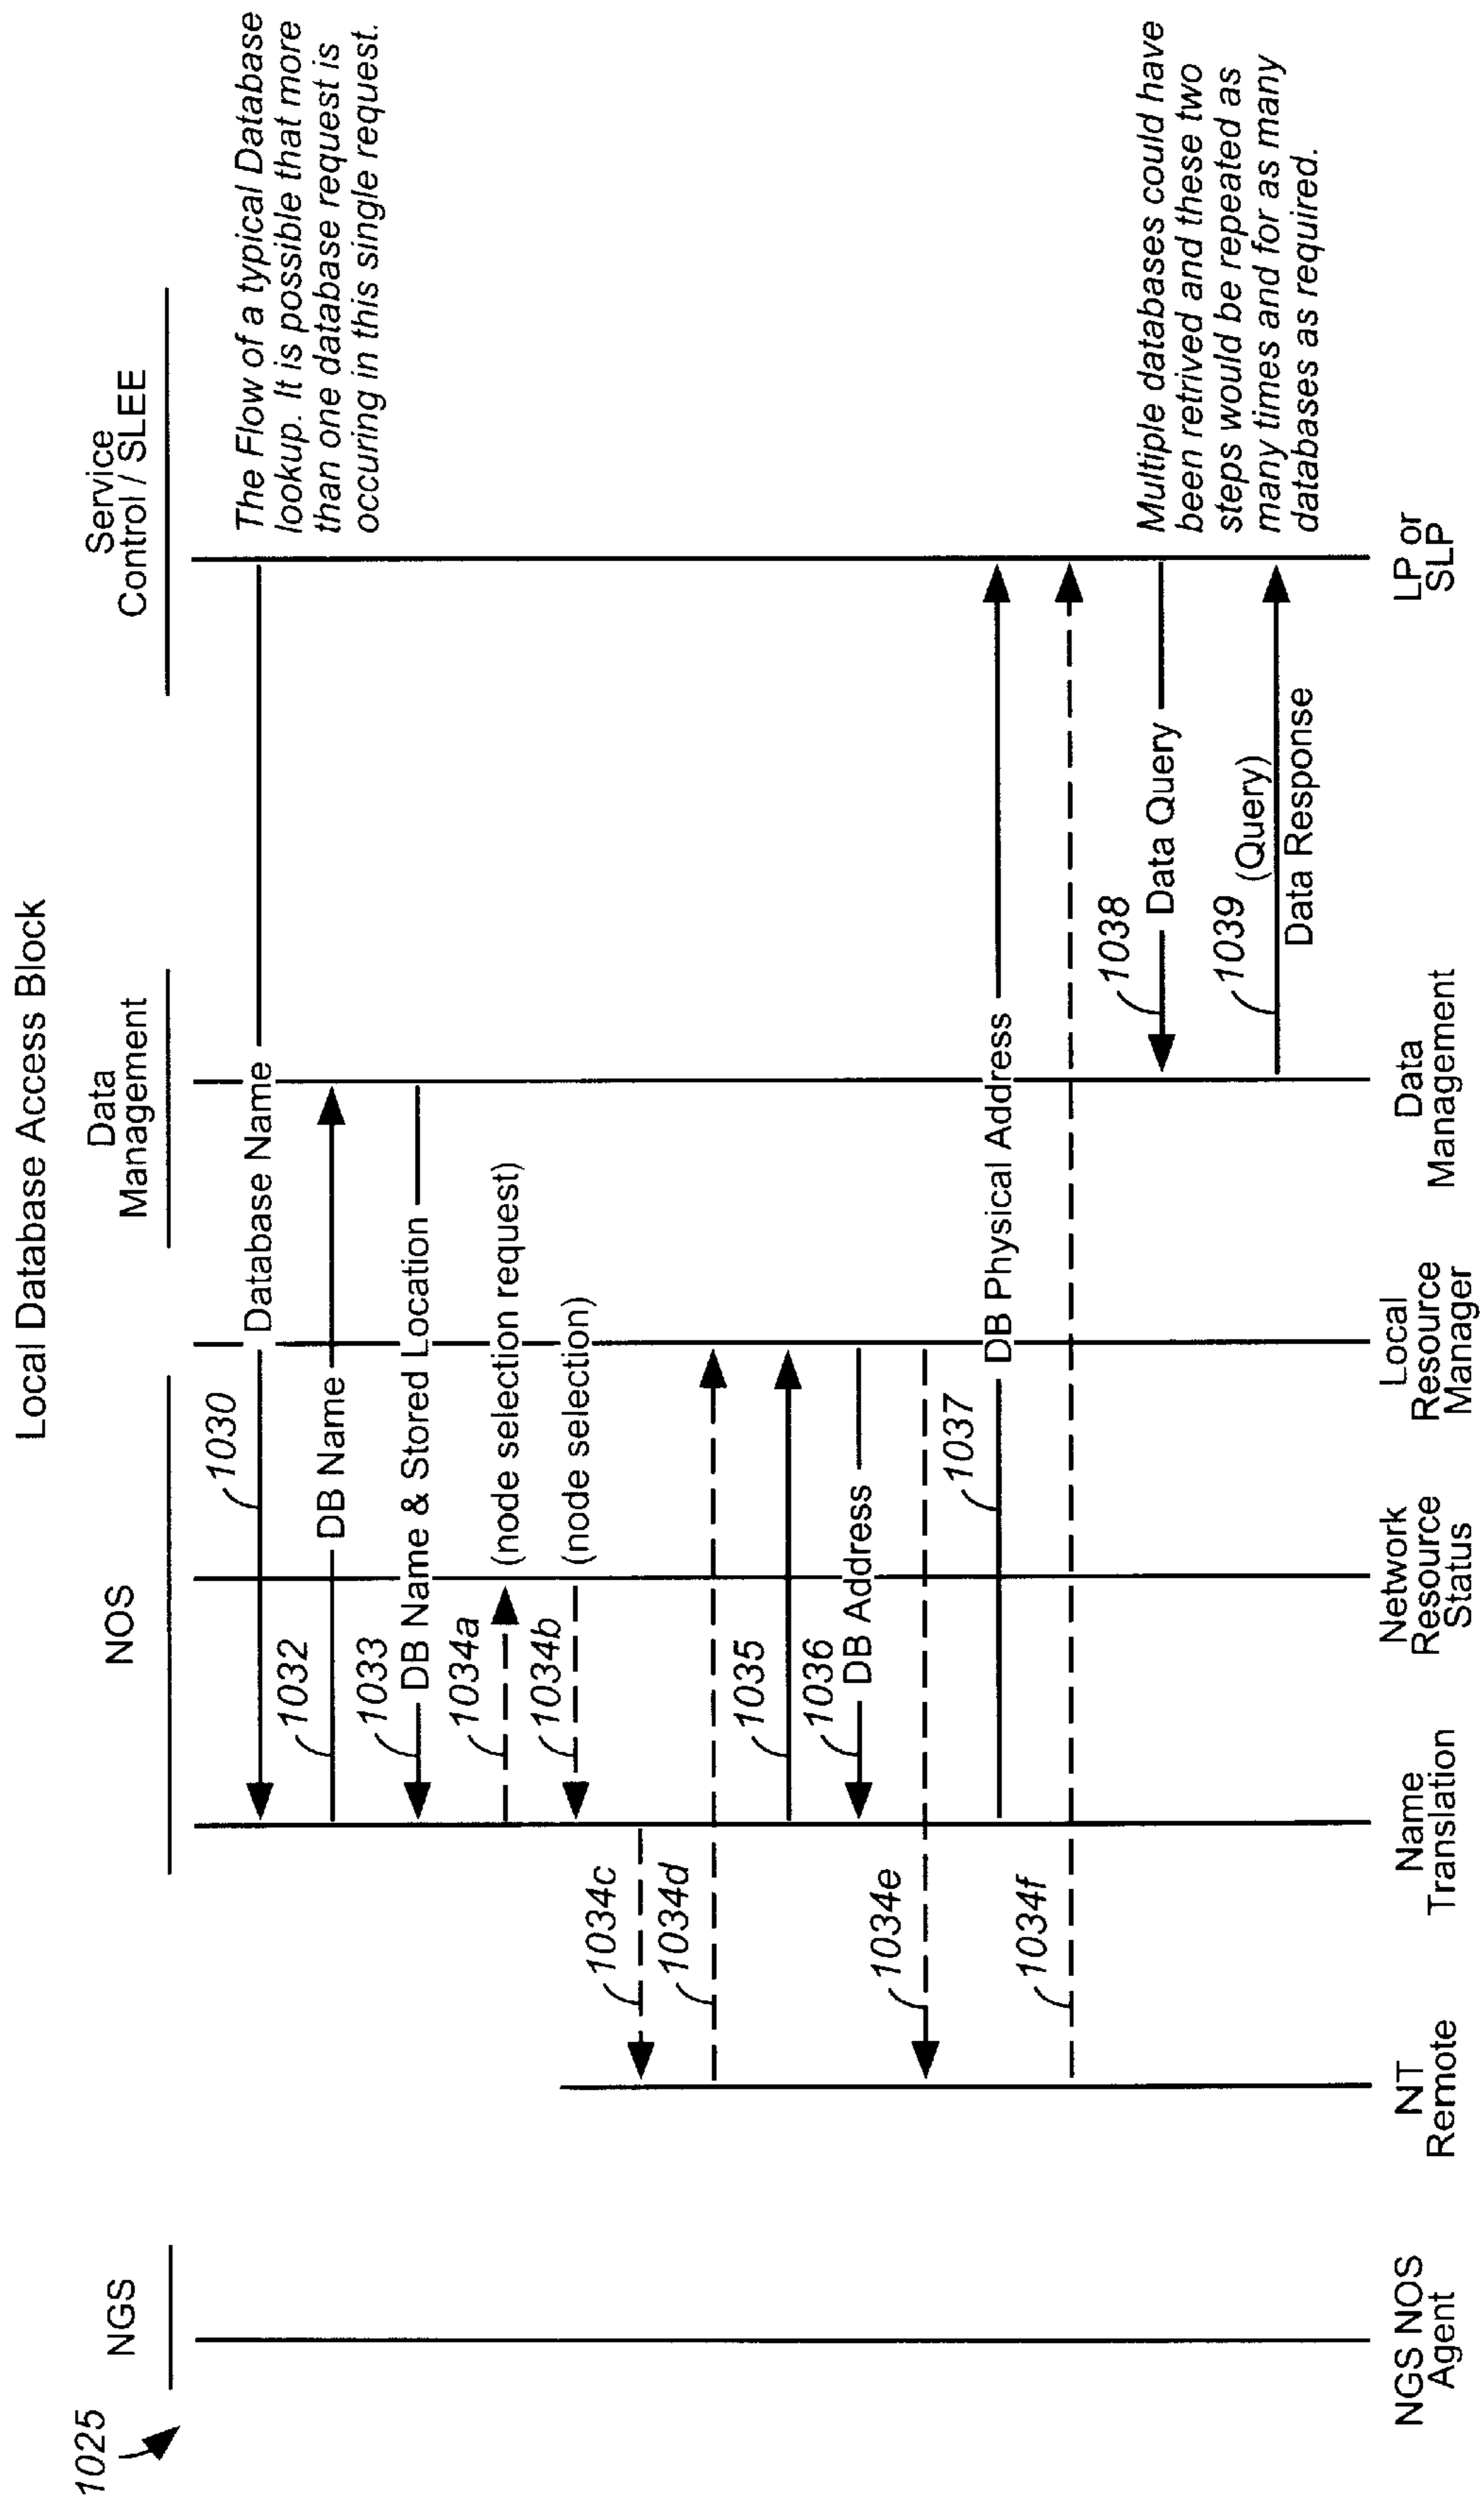 Local Database Access Block
1025
NGS
NOS
Data
Management
Service
Control / SLEE
1030
Database Name
The Flow of a typical Database
lookup. It is possible that more
than one database request is
occuring in this single request.
1032
DB Name
1033
DB Name & Stored Location
1034a
(node selection request)
1034b
(node selection)
1034c
1034d
1035
1036
DB Address
1034e
1037
DB Physical Address
1034f
1038
Data Query
Multiple databases could have
been retrived and these two
steps would be repeated as
many times and for as many
databases as required.
1039
(Query)
Data Response
NGS NOS
Agent
NT
Remote
Name
Translation
Network
Resource
Status
Local
Resource
Manager
Data
Management
LP or
SLP